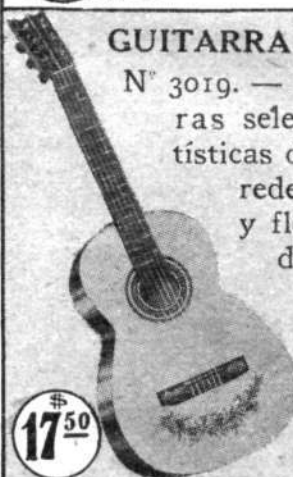 GUITARRA
Nº 3019. —
ras sele
tísticas
rede
y fl
d
$
17 50